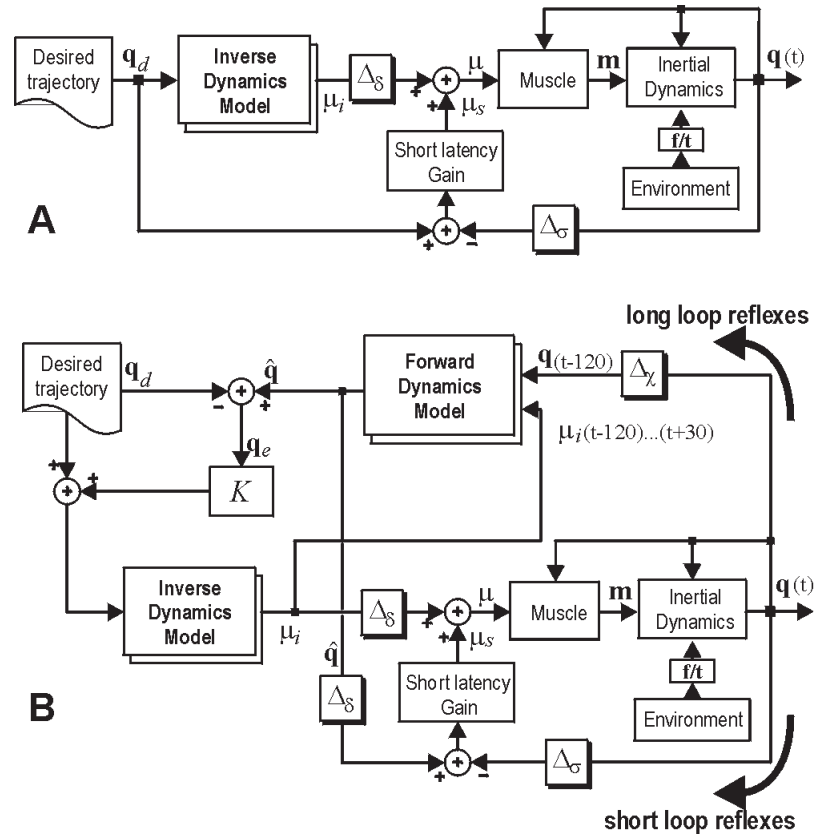 Desired
trajectory
q_d
Inverse
Dynamics
Model
μ_i
Δ_δ
+
+
+
μ
μ_s
Muscle
m
Inertial
Dynamics
q(t)
f/t
Environment
Short latency
Gain
+
+
−
Δ_σ
A
long loop reflexes
Desired
trajectory
q_d
−
+
q̂
+
Forward
Dynamics
Model
q(t-120)
Δ_χ
μ_i(t-120)...(t+30)
q_e
K
+
+
+
Inverse
Dynamics
Model
μ_i
Δ_δ
+
+
+
μ
μ_s
Muscle
m
Inertial
Dynamics
q(t)
f/t
Environment
q̂
Δ_δ
Short latency
Gain
+
+
−
Δ_σ
B
short loop reflexes